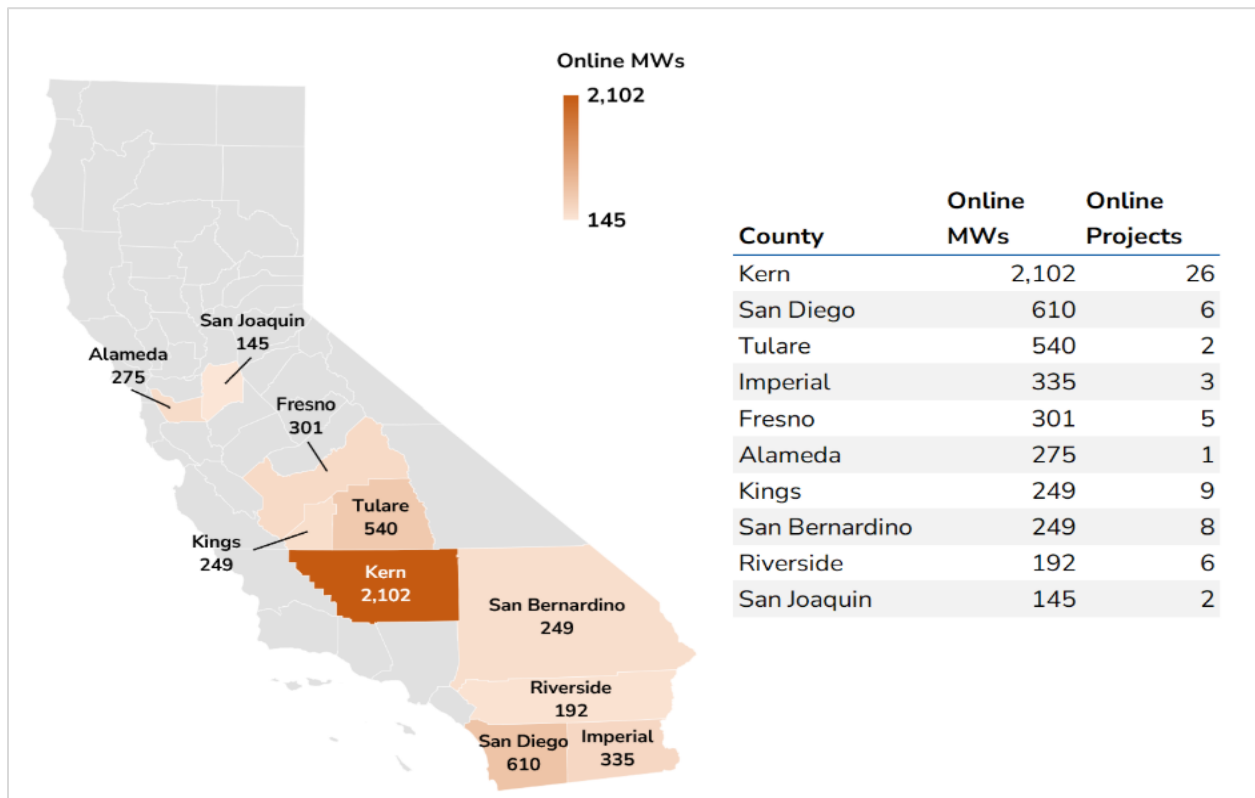 Online MWs
2,102
145
San Joaquin
145
Alameda
275
Fresno
301
Tulare
540
Kings
249
Kern
2,102
San Bernardino
249
Riverside
192
San Diego
610
Imperial
335
Online Online
County MWs Projects
Kern 2,102 26
San Diego 610 6
Tulare 540 2
Imperial 335 3
Fresno 301 5
Alameda 275 1
Kings 249 9
San Bernardino 249 8
Riverside 192 6
San Joaquin 145 2